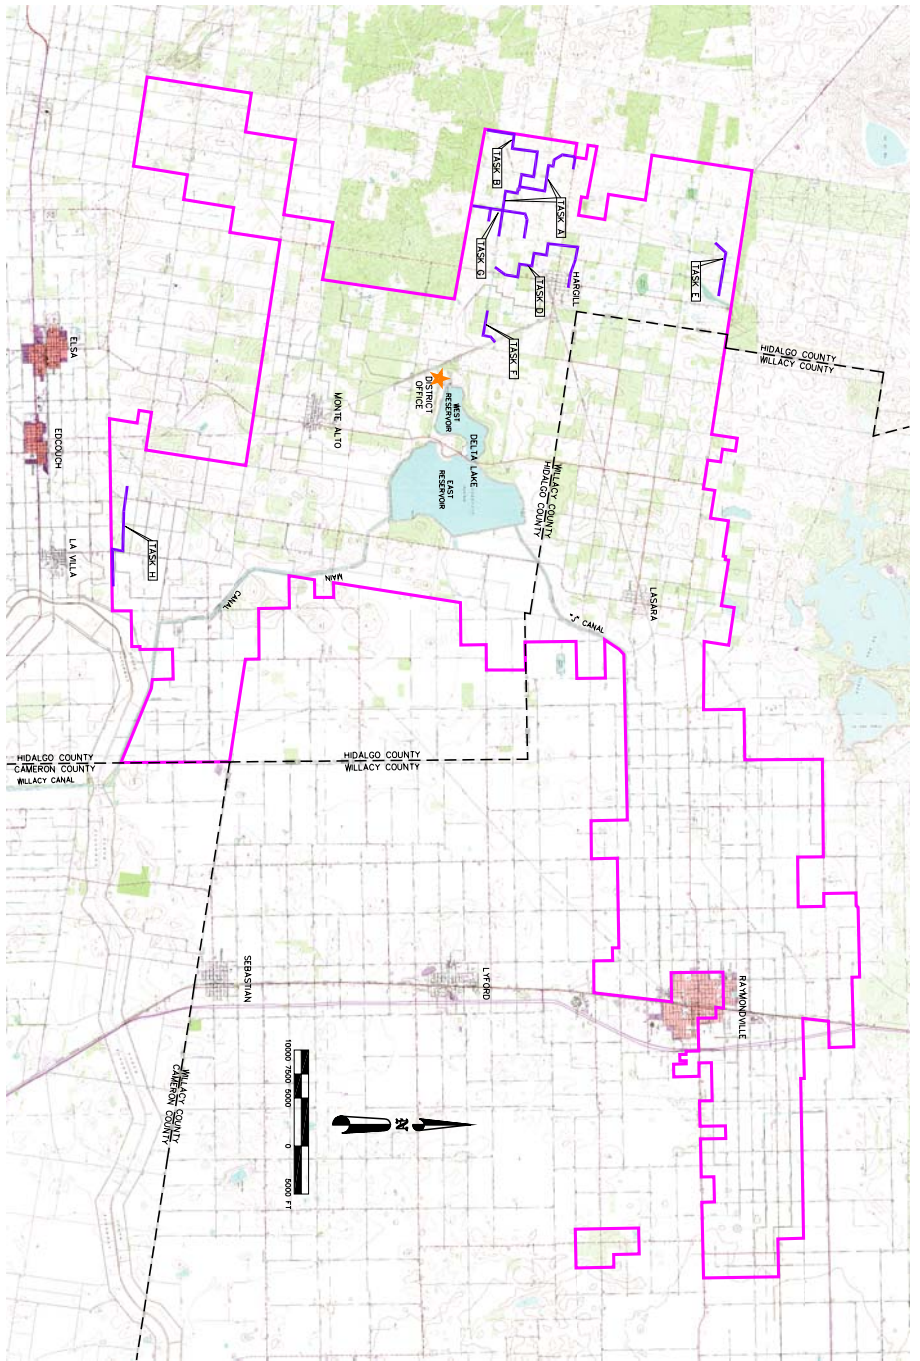 TASK B
TASK A
TASK G
TASK D
TASK E
TASK F
HARGILL
HIDALGO COUNTY
WILLACY COUNTY
ELSA
EDCOUCH
LA VILLA
MONTE ALTO
DISTRICT
OFFICE
WEST
RESERVOIR
DELTA LAKE
EAST
RESERVOIR
WILLACY COUNTY
HIDALGO COUNTY
TASK H
MAIN
CANAL
"J" CANAL
LASARA
HIDALGO COUNTY
CAMERON COUNTY
WILLACY CANAL
HIDALGO COUNTY
WILLACY COUNTY
SEBASTIAN
LYFORD
RAYMONDVILLE
WILLACY COUNTY
CAMERON COUNTY
N
10000 7500 5000 0 5000 FT